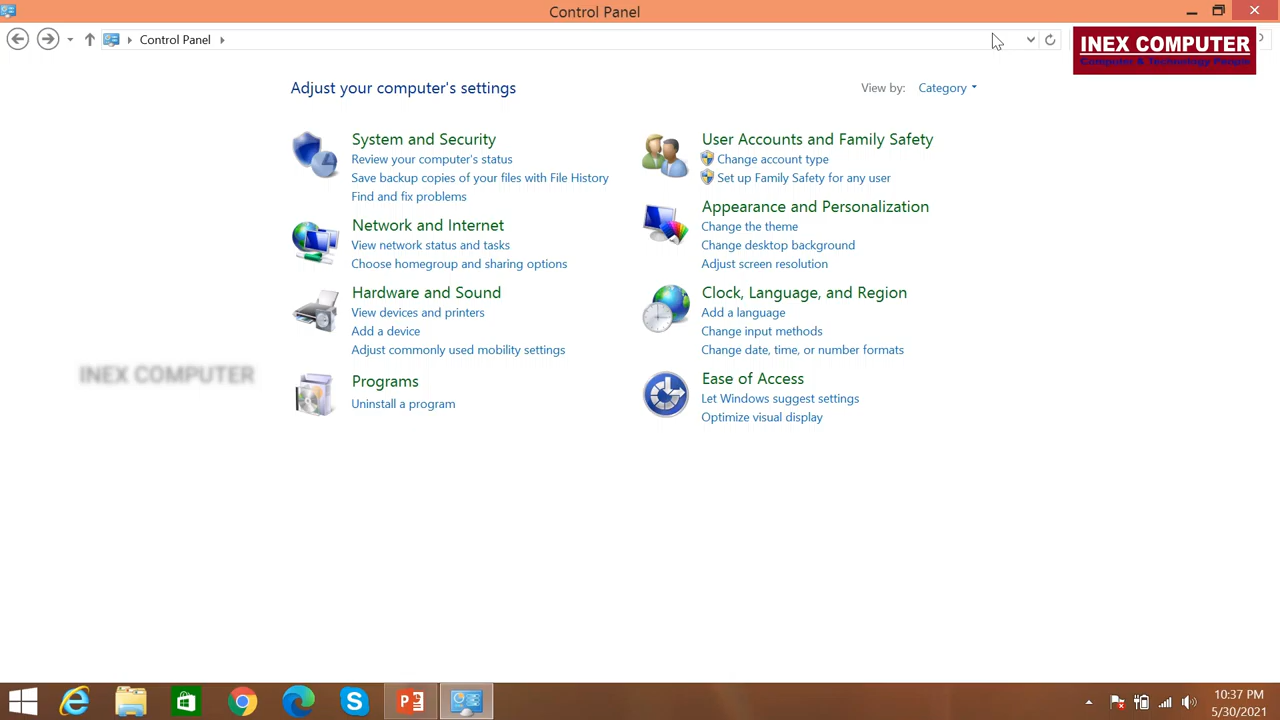 Control Panel
Control Panel
INEX COMPUTER
Computer & Technology People
Adjust your computer's settings
View by: Category
System and Security
Review your computer's status
Save backup copies of your files with File History
Find and fix problems
Network and Internet
View network status and tasks
Choose homegroup and sharing options
Hardware and Sound
View devices and printers
Add a device
Adjust commonly used mobility settings
Programs
Uninstall a program
User Accounts and Family Safety
Change account type
Set up Family Safety for any user
Appearance and Personalization
Change the theme
Change desktop background
Adjust screen resolution
Clock, Language, and Region
Add a language
Change input methods
Change date, time, or number formats
Ease of Access
Let Windows suggest settings
Optimize visual display
INEX COMPUTER
10:37 PM
5/30/2021